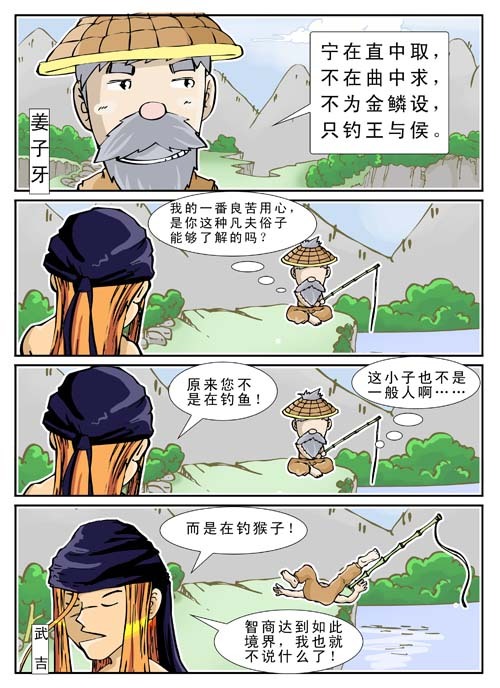 宁在直中取，
不在曲中求，
不为金鳞设，
只钓王与侯。
姜子牙
我的一番良苦用心，
是你这种凡夫俗子
能够了解的吗？
原来您不
是在钓鱼！
这小子也不是
一般人啊……
而是在钓猴子！
武吉
智商达到如此
境界，我也就
不说什么了！